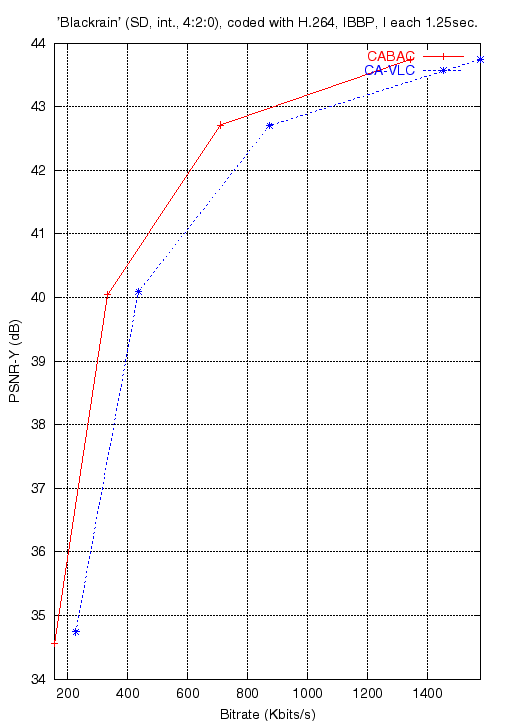 'Blackrain' (SD, int., 4:2:0), coded with H.264, IBBP, I each 1.25sec.
44
CABAC
CA-VLC
43
42
41
40
39
38
37
36
35
34
PSNR-Y (dB)
200 400 600 800 1000 1200 1400
Bitrate (Kbits/s)